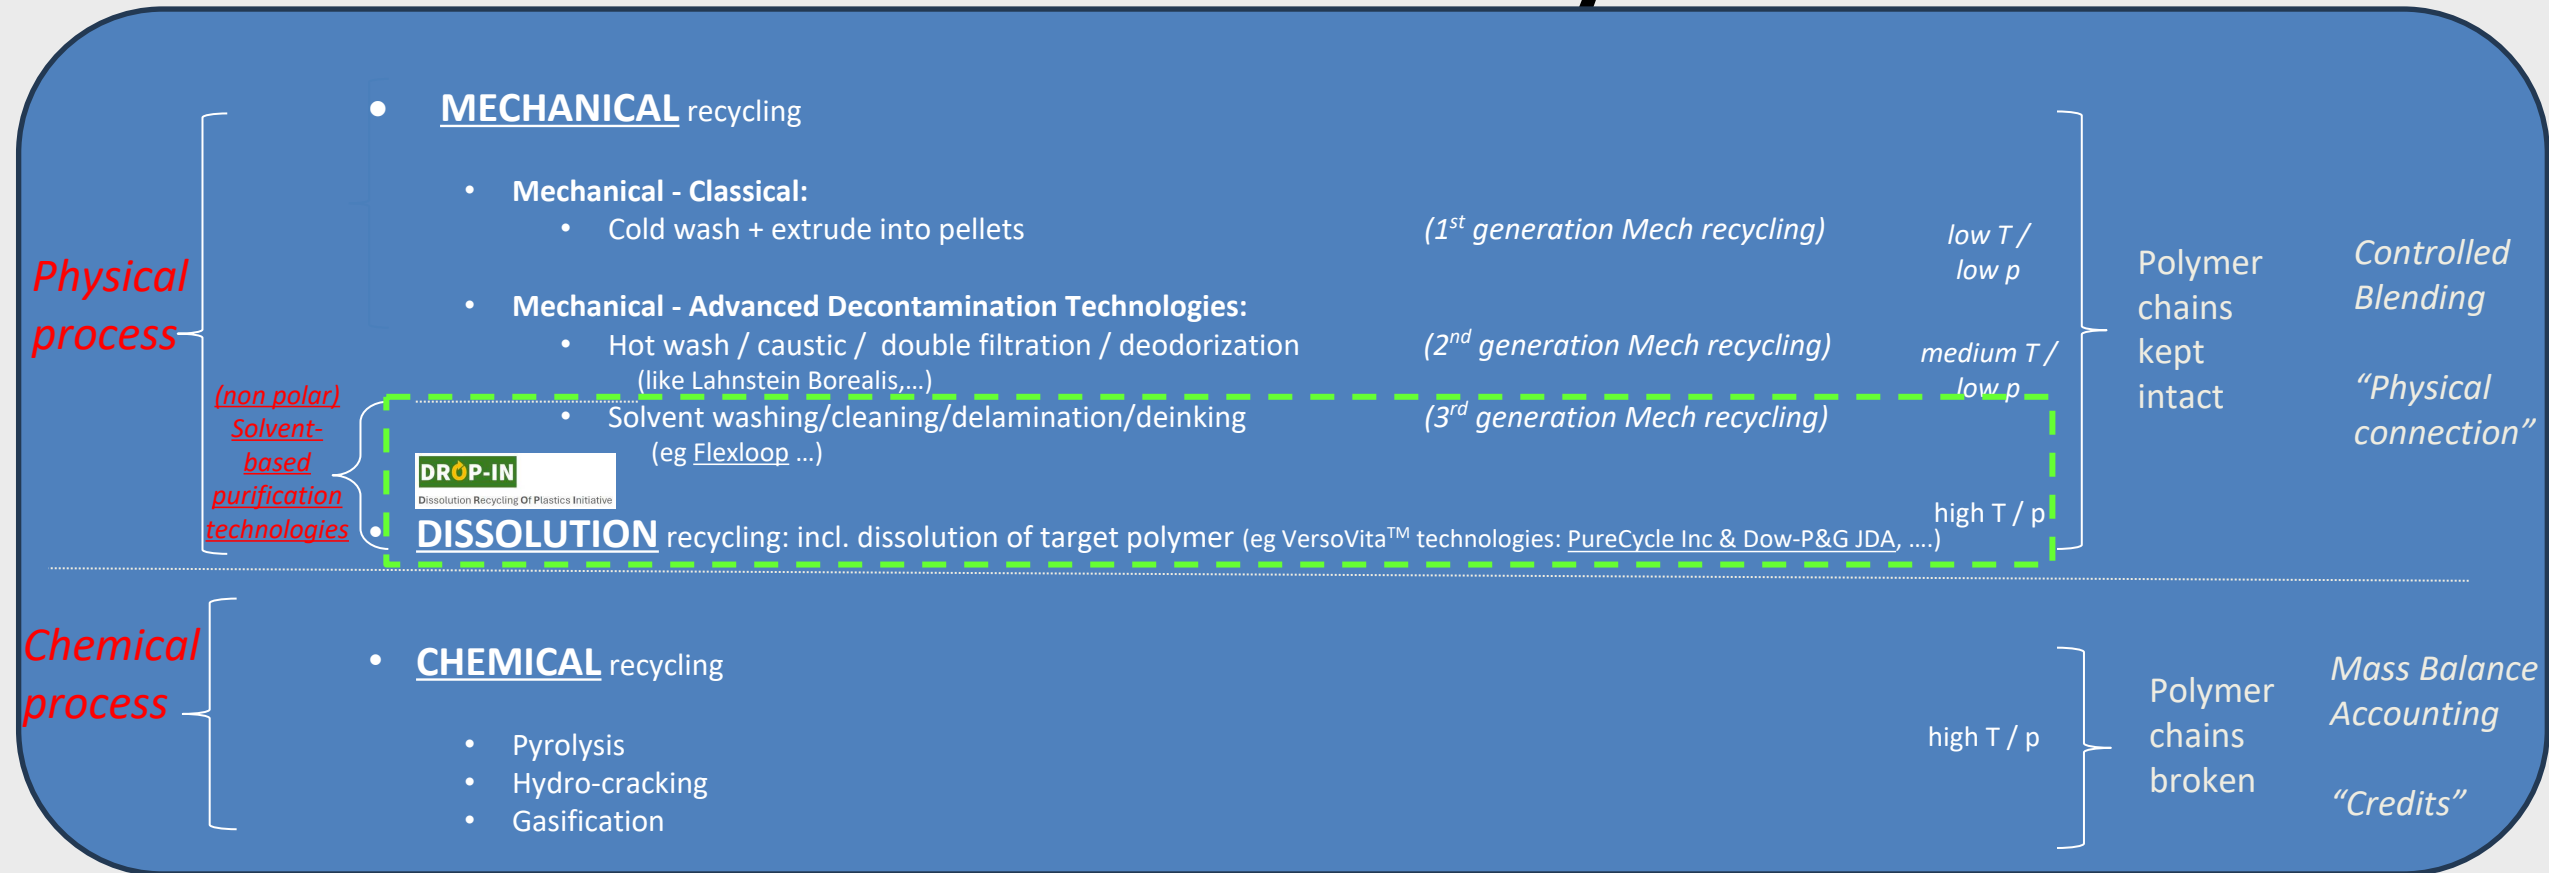 MECHANICAL recycling
Mechanical - Classical:
Cold wash + extrude into pellets
(1st generation Mech recycling)
low T /
low p
Mechanical - Advanced Decontamination Technologies:
Hot wash / caustic / double filtration / deodorization
(like Lahnstein Borealis,...)
(2nd generation Mech recycling)
medium T /
low p
Solvent washing/cleaning/delamination/deinking
(eg Flexloop ...)
(3rd generation Mech recycling)
DROP-IN
Dissolution Recycling Of Plastics Initiative
high T / p
DISSOLUTION recycling: incl. dissolution of target polymer (eg VersoVita™ technologies: PureCycle Inc & Dow-P&G JDA, ....)
Physical
process
(non polar)
Solvent-
based
purification
technologies
Polymer
chains
kept
intact
Controlled
Blending
“Physical
connection”
Chemical
process
CHEMICAL recycling
Pyrolysis
Hydro-cracking
Gasification
high T / p
Polymer
chains
broken
Mass Balance
Accounting
“Credits”